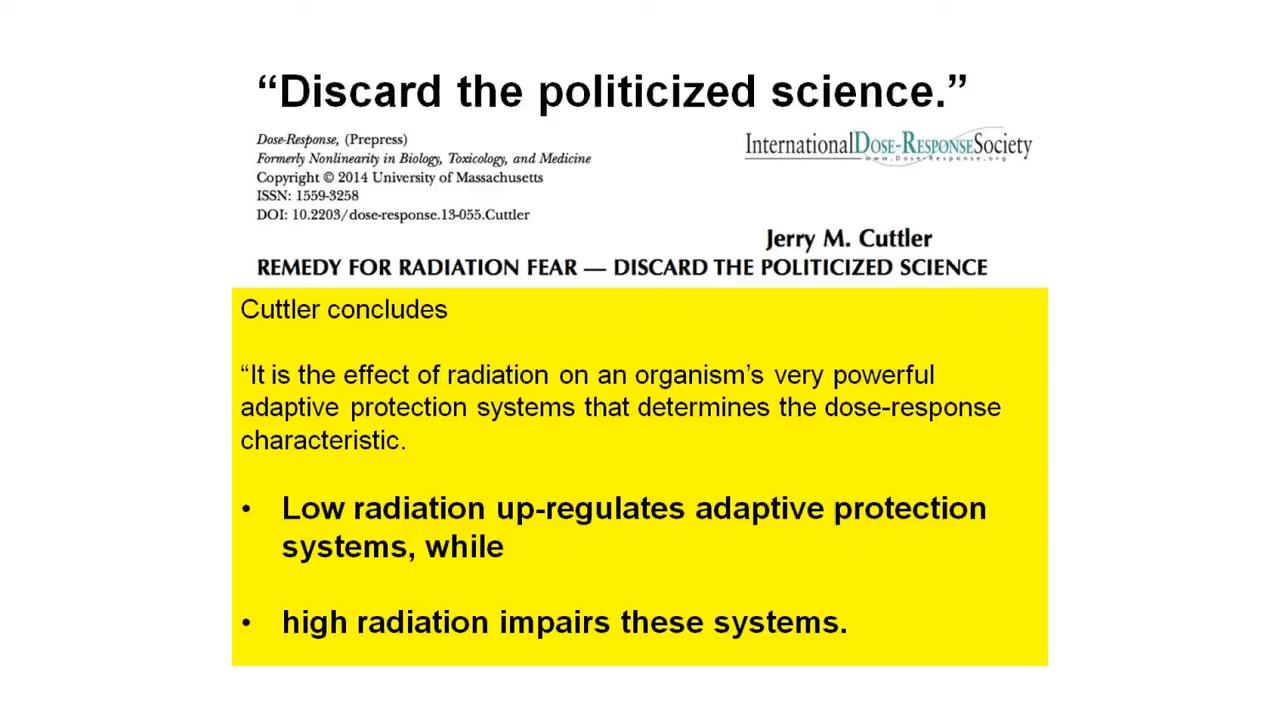 “Discard the politicized science.”
Dose-Response, (Prepress)
Formerly Nonlinearity in Biology, Toxicology, and Medicine
Copyright © 2014 University of Massachusetts
ISSN: 1559-3258
DOI: 10.2203/dose-response.13-055.Cuttler
InternationalDose-ResponseSociety
www.Dose-Response.org
Jerry M. Cuttler
REMEDY FOR RADIATION FEAR — DISCARD THE POLITICIZED SCIENCE
Cuttler concludes
“It is the effect of radiation on an organism’s very powerful
adaptive protection systems that determines the dose-response
characteristic.
• Low radiation up-regulates adaptive protection
systems, while
• high radiation impairs these systems.